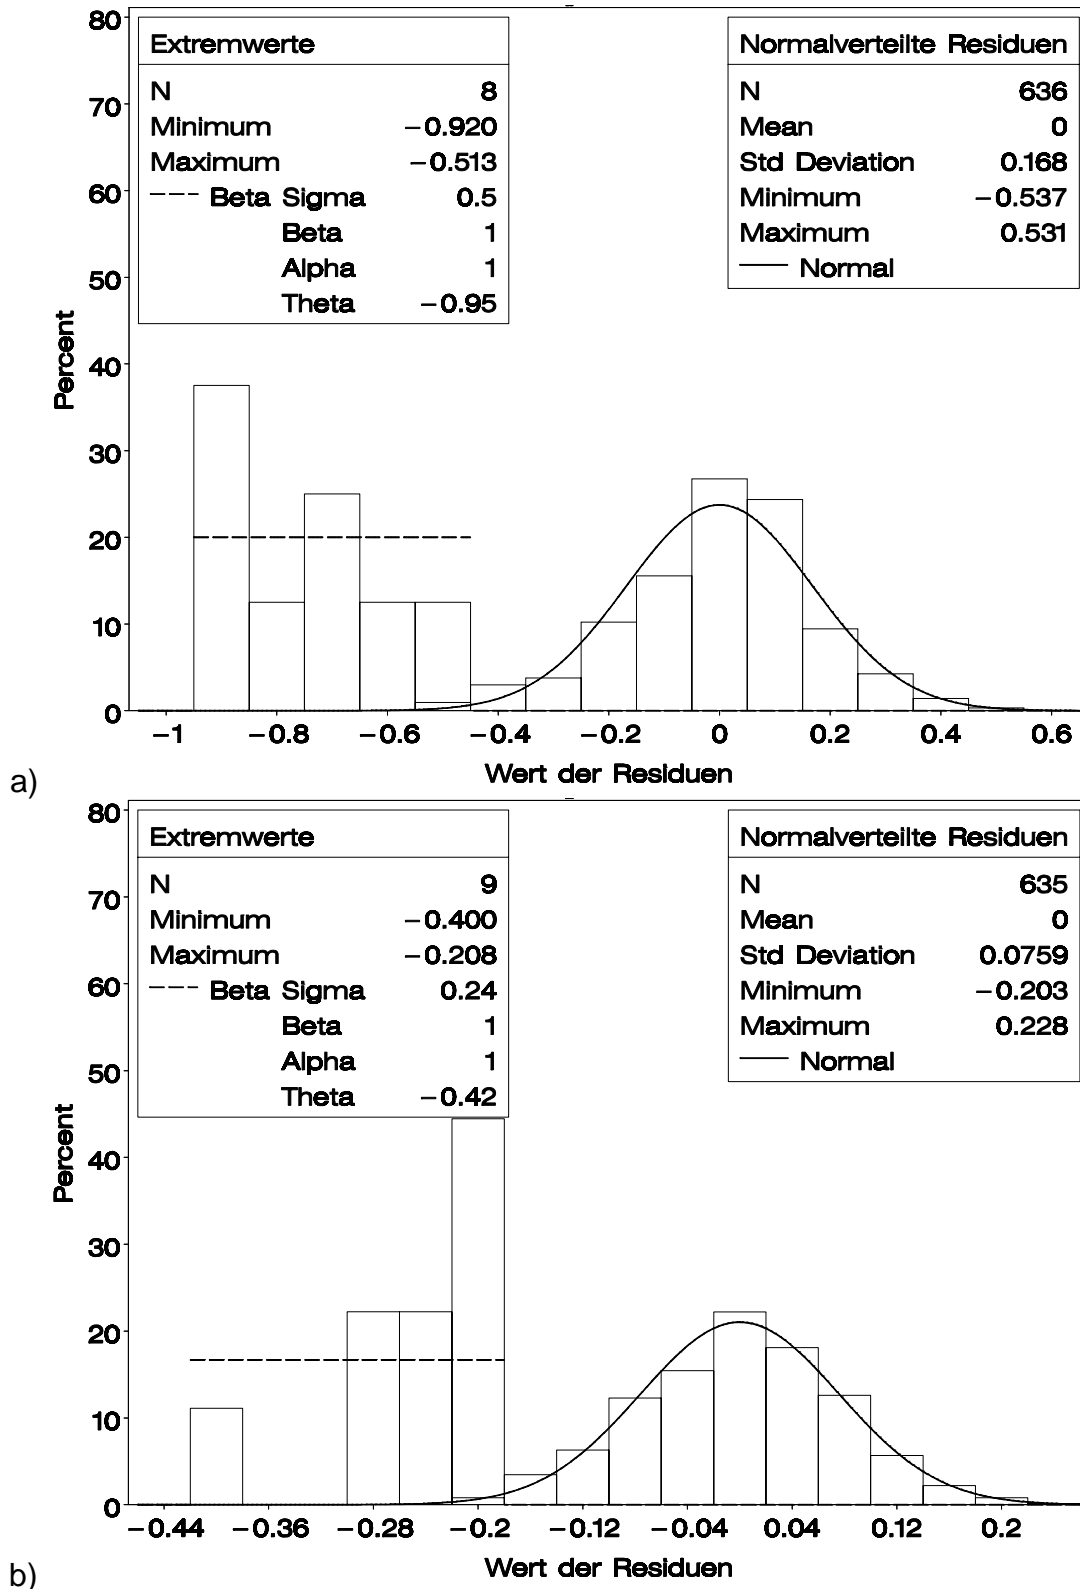 80
70
60
50
40
30
20
10
0
Percent
Extremwerte
N 8
Minimum −0.920
Maximum −0.513
Beta Sigma 0.5
Beta 1
Alpha 1
Theta −0.95
Normalverteilte Residuen
N 636
Mean 0
Std Deviation 0.168
Minimum −0.537
Maximum 0.531
Normal
−1 −0.8 −0.6 −0.4 −0.2 0 0.2 0.4 0.6
Wert der Residuen
a)
80
70
60
50
40
30
20
10
0
Percent
Extremwerte
N 9
Minimum −0.400
Maximum −0.208
Beta Sigma 0.24
Beta 1
Alpha 1
Theta −0.42
Normalverteilte Residuen
N 635
Mean 0
Std Deviation 0.0759
Minimum −0.203
Maximum 0.228
Normal
−0.44 −0.36 −0.28 −0.2 −0.12 −0.04 0.04 0.12 0.2
Wert der Residuen
b)